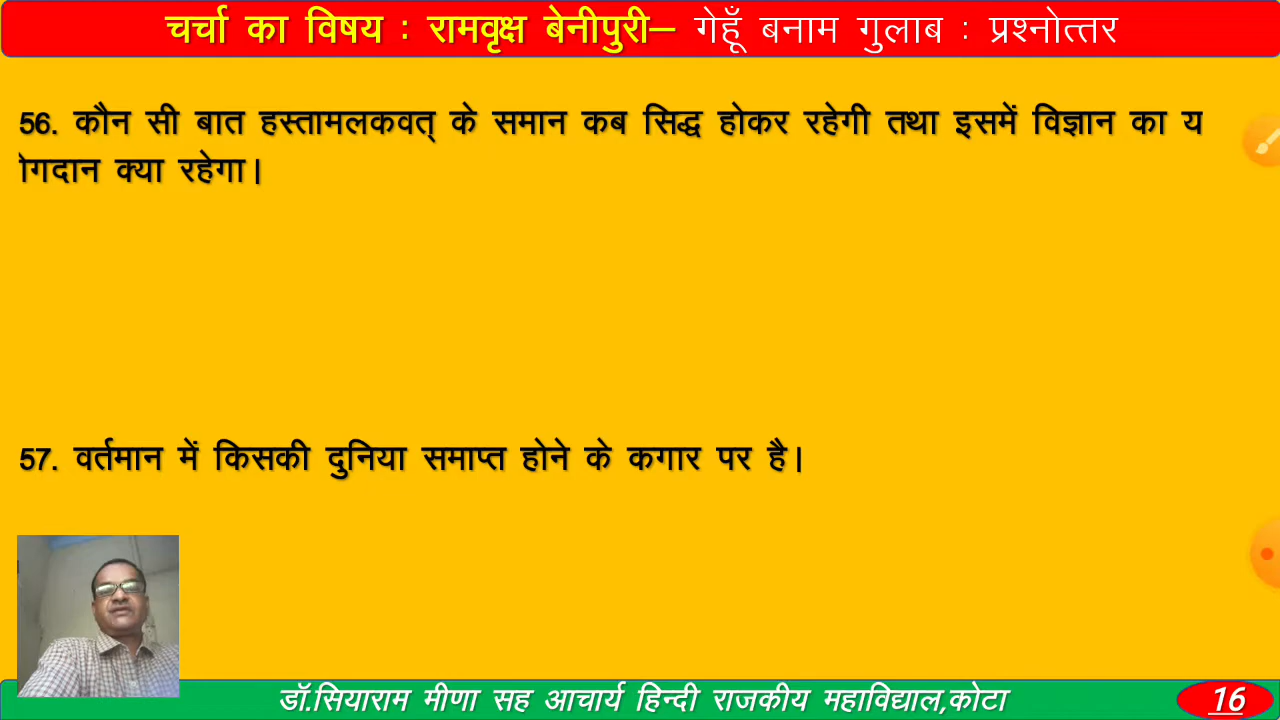 चर्चा का विषय : रामवृक्ष बेनीपुरी– गेहूँ बनाम गुलाब : प्रश्नोत्तर
56. कौन सी बात हस्तामलकवत् के समान कब सिद्ध होकर रहेगी तथा इसमें विज्ञान का य
ोगदान क्या रहेगा।
57. वर्तमान में किसकी दुनिया समाप्त होने के कगार पर है।
डॉ.सियाराम मीणा सह आचार्य हिन्दी राजकीय महाविद्याल,कोटा
16